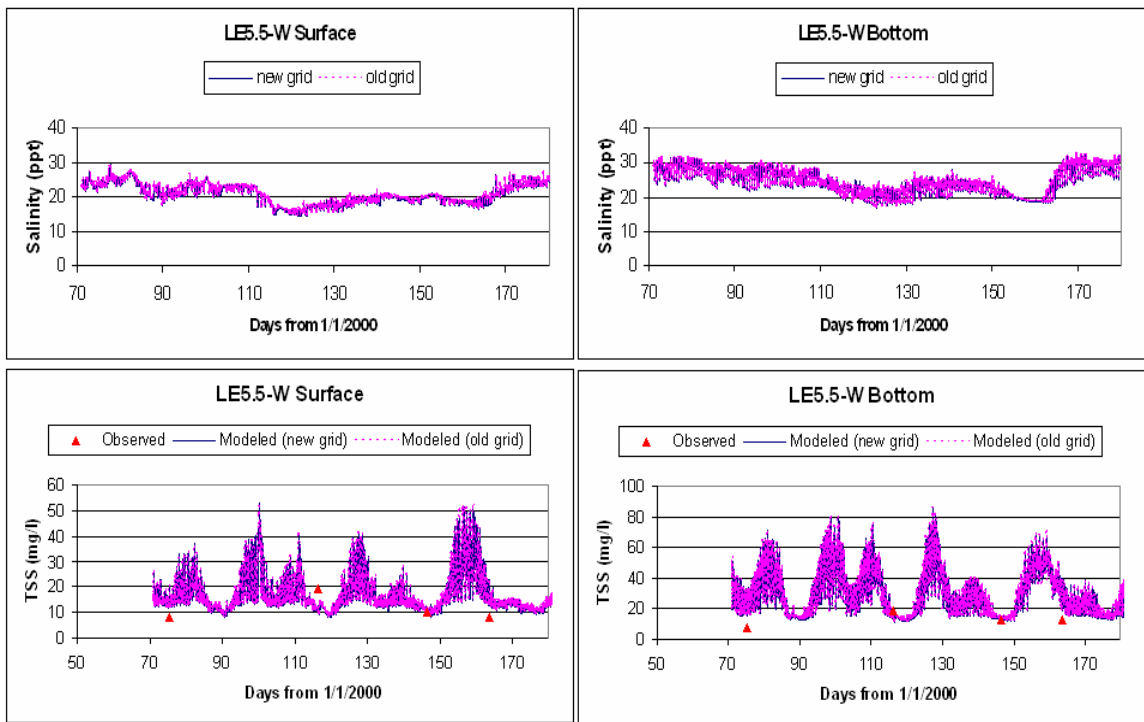 LE5.5-W Surface
new grid old grid
Salinity (ppt)
40
30
20
10
0
70 90 110 130 150 170
Days from 1/1/2000
LE5.5-W Bottom
new grid old grid
Salinity (ppt)
40
30
20
10
0
70 90 110 130 150 170
Days from 1/1/2000
LE5.5-W Surface
Observed Modeled (new grid) Modeled (old grid)
TSS (mg/l)
60
50
40
30
20
10
0
50 70 90 110 130 150 170
Days from 1/1/2000
LE5.5-W Bottom
Observed Modeled (new grid) Modeled (old grid)
TSS (mg/l)
100
80
60
40
20
0
50 70 90 110 130 150 170
Days from 1/1/2000